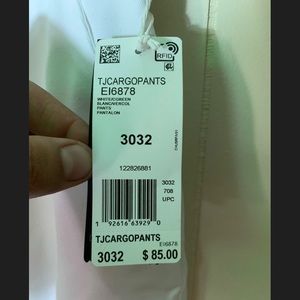 RFID
TJCARGOPANTS
EI6878
WHITE/CGREEN
BLANC/VERCOL
PANTS
PANTALON
3032
122826881
3032
708
UPC
1 92616 63929 0
TJCARGOPANTS
EI6878
3032 $ 85.00